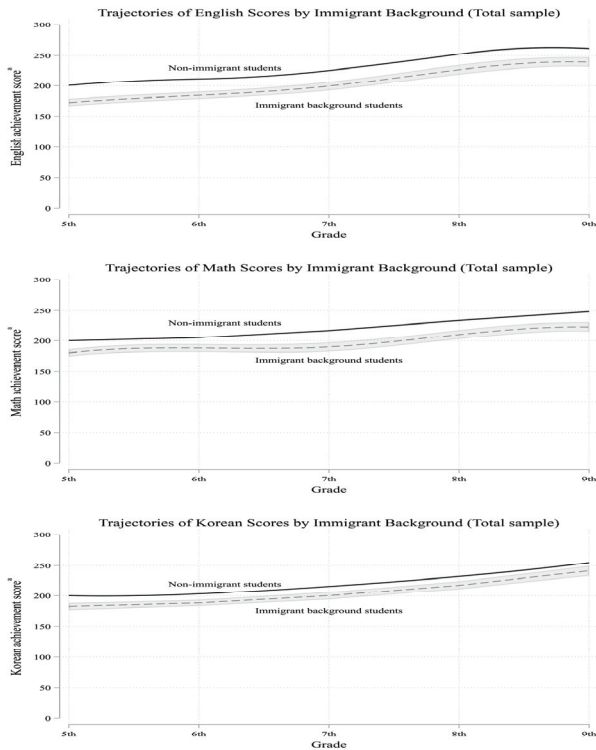 Trajectories of English Scores by Immigrant Background (Total sample)
300
250
200
150
100
50
0
English achievement score a
Non-immigrant students
Immigrant background students
5th 6th 7th 8th 9th
Grade
Trajectories of Math Scores by Immigrant Background (Total sample)
300
250
200
150
100
50
0
Math achievement score a
Non-immigrant students
Immigrant background students
5th 6th 7th 8th 9th
Grade
Trajectories of Korean Scores by Immigrant Background (Total sample)
300
250
200
150
100
50
0
Korean achievement score a
Non-immigrant students
Immigrant background students
5th 6th 7th 8th 9th
Grade